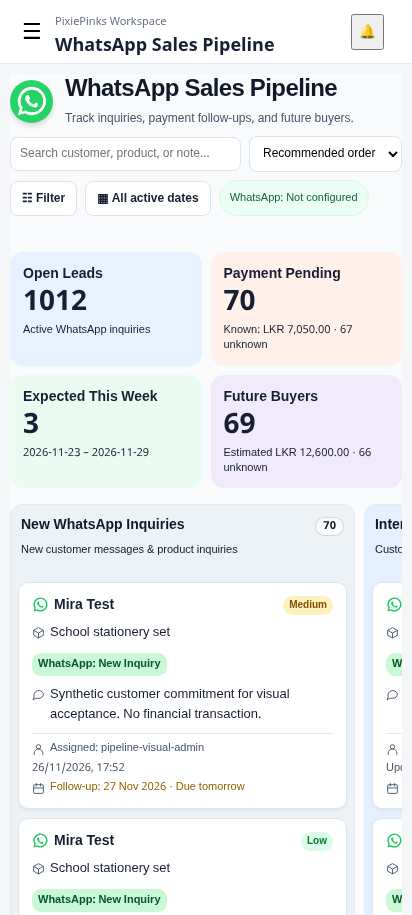 PixiePinks Workspace
WhatsApp Sales Pipeline
WhatsApp Sales Pipeline
Track inquiries, payment follow-ups, and future buyers.
Search customer, product, or note...
Recommended order
Filter
All active dates
WhatsApp: Not configured
Open Leads
1012
Active WhatsApp inquiries
Payment Pending
70
Known: LKR 7,050.00 · 67
unknown
Expected This Week
3
2026-11-23 – 2026-11-29
Future Buyers
69
Estimated LKR 12,600.00 · 66
unknown
New WhatsApp Inquiries
70
New customer messages & product inquiries
Mira Test
Medium
School stationery set
WhatsApp: New Inquiry
Synthetic customer commitment for visual
acceptance. No financial transaction.
Assigned: pipeline-visual-admin
26/11/2026, 17:52
Follow-up: 27 Nov 2026 · Due tomorrow
Mira Test
Low
School stationery set
WhatsApp: New Inquiry